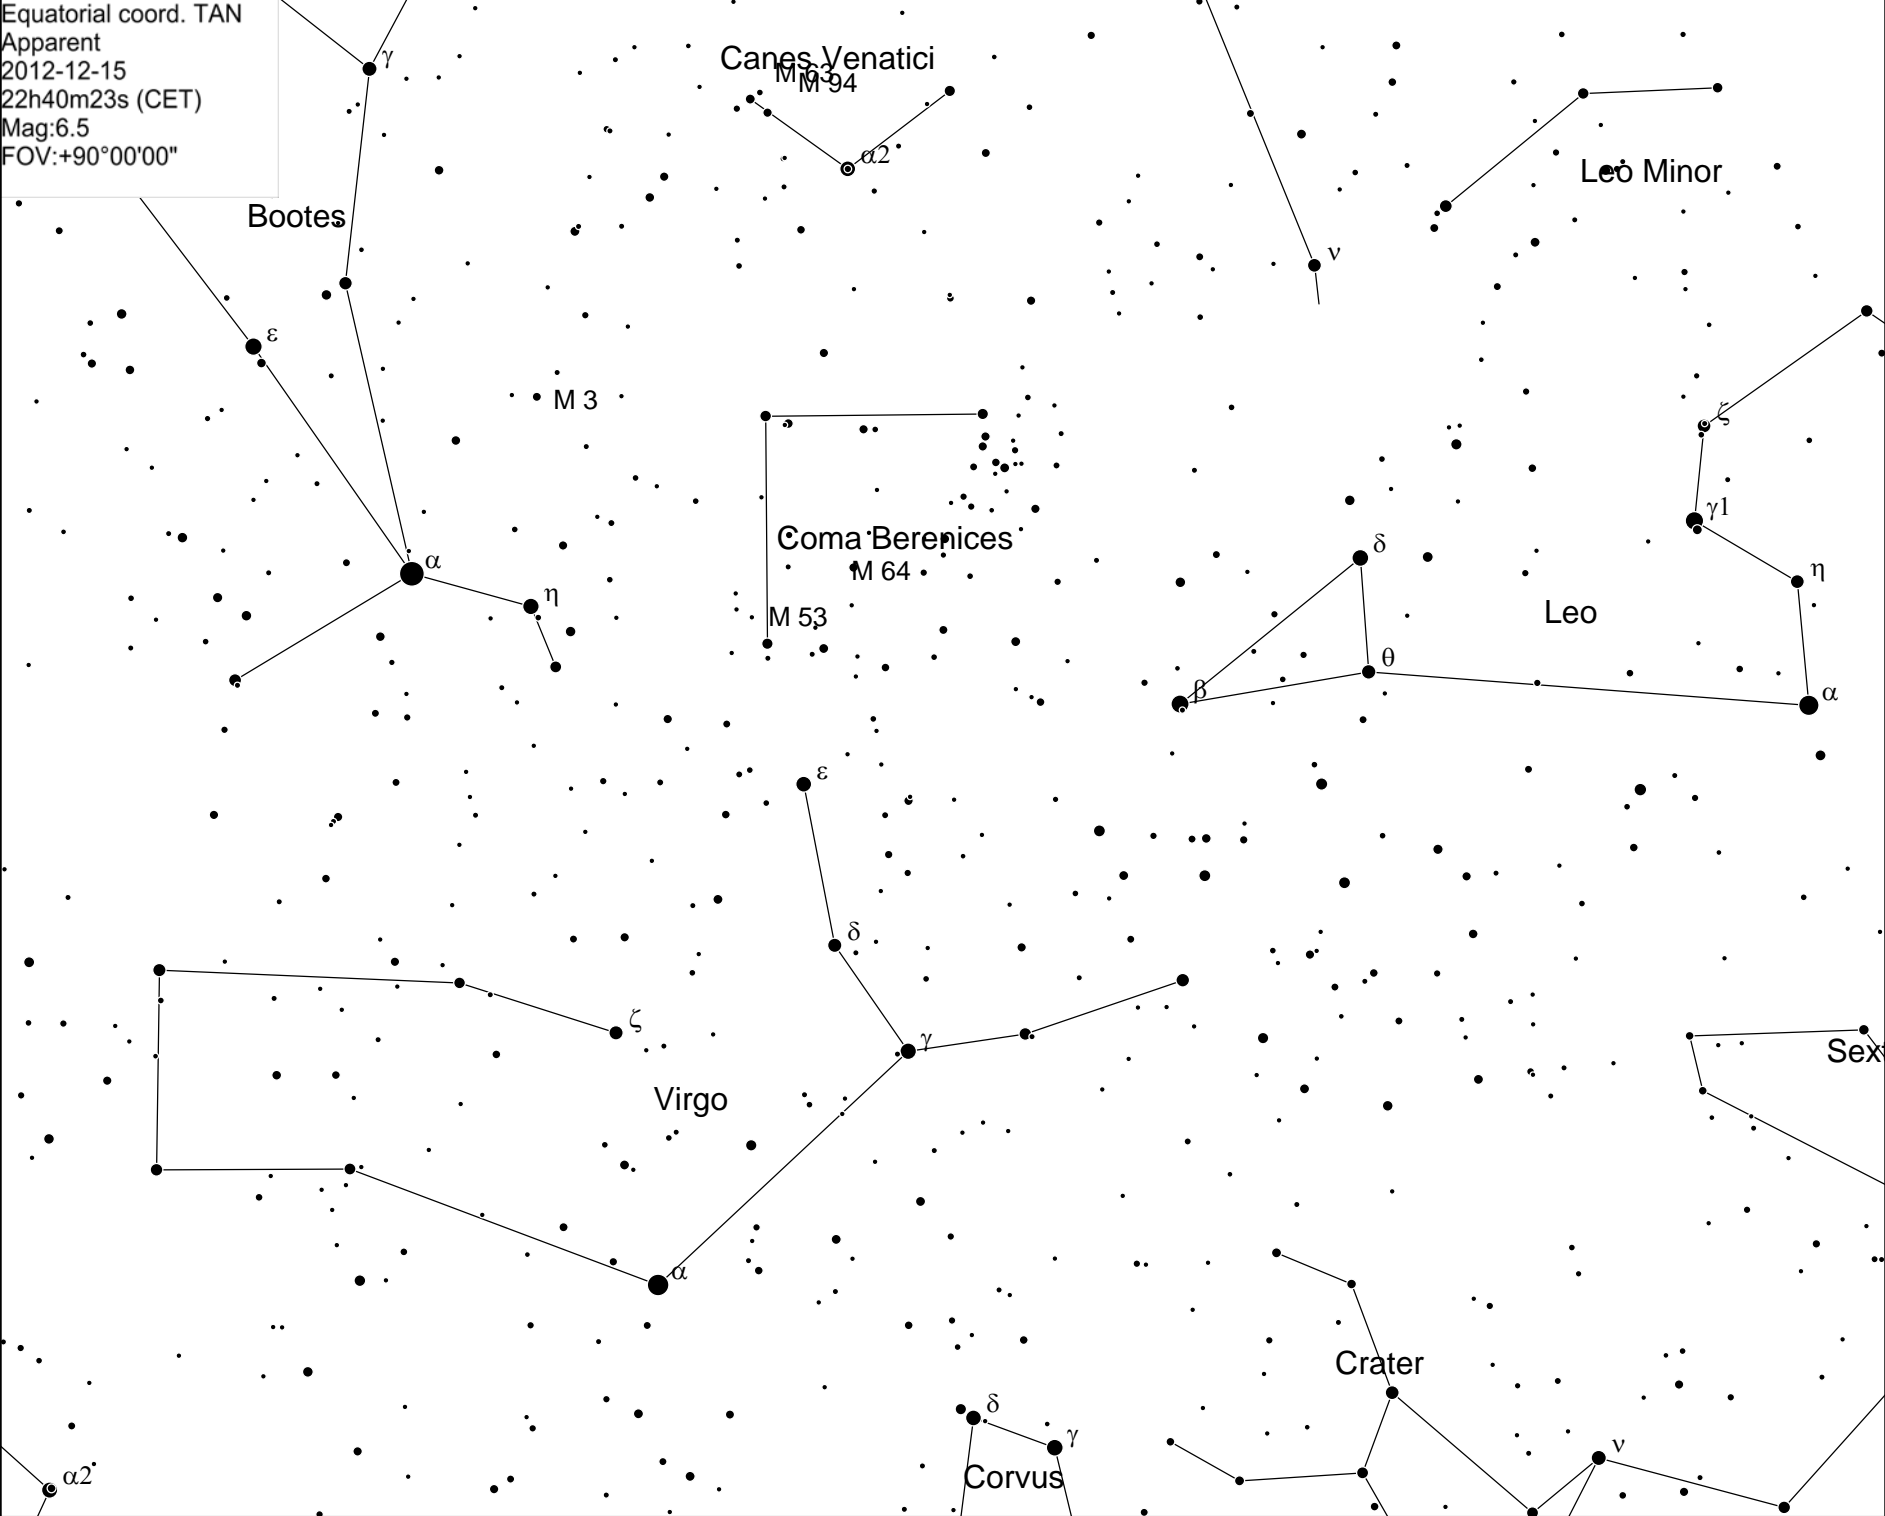 Equatorial coord. TAN
Apparent
2012-12-15
22h40m23s (CET)
Mag:6.5
FOV:+90°00'00"
γ
Canes Venatici
M 63
M 94
α2
Leo Minor
Bootes
ν
ε
M 3
ζ
γ1
Coma Berenices
δ
α
M 64
η
η
Leo
M 53
θ
β
α
ε
δ
ζ
γ
Sex
Virgo
α
Crater
δ
γ
ν
α2
Corvus